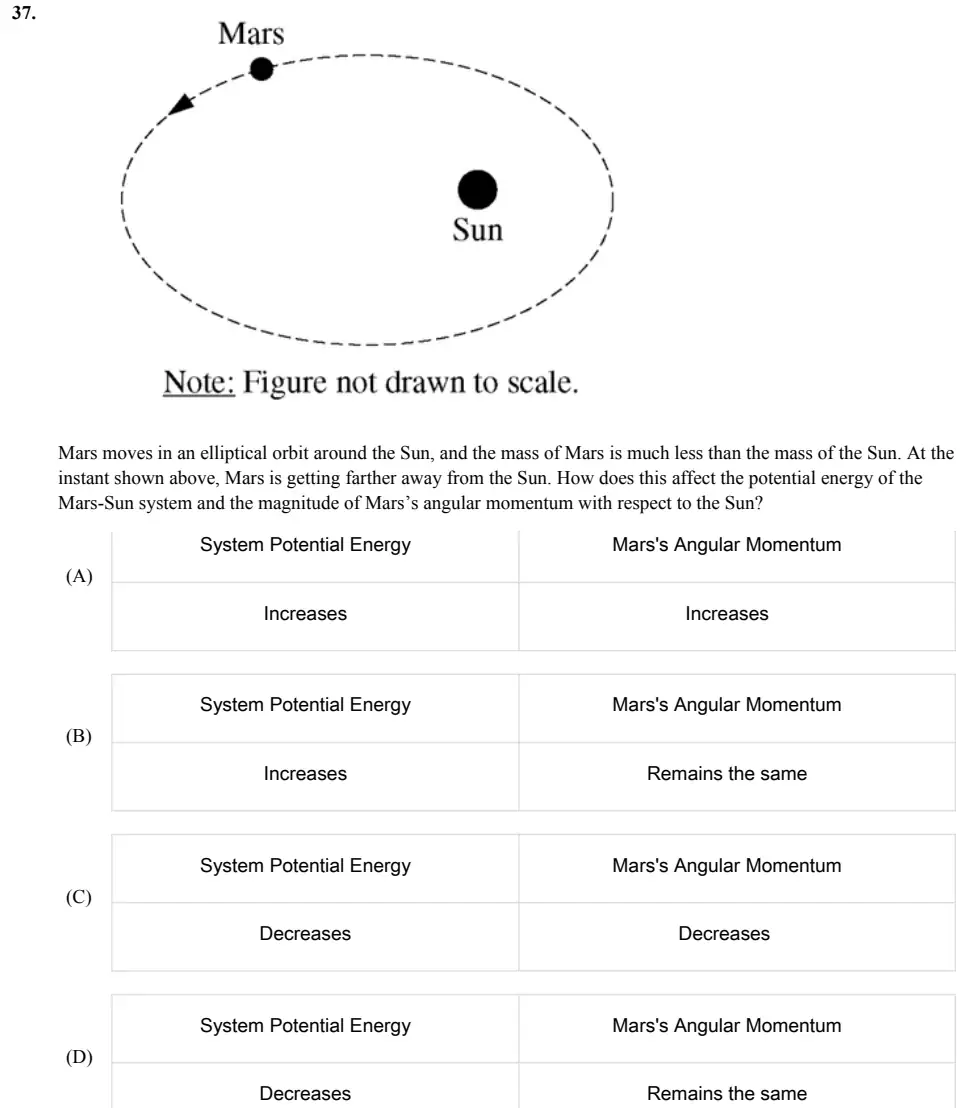 37.
Mars
Sun
Note: Figure not drawn to scale.
Mars moves in an elliptical orbit around the Sun, and the mass of Mars is much less than the mass of the Sun. At the
instant shown above, Mars is getting farther away from the Sun. How does this affect the potential energy of the
Mars-Sun system and the magnitude of Mars’s angular momentum with respect to the Sun?
System Potential Energy Mars's Angular Momentum
(A)
Increases Increases
System Potential Energy Mars's Angular Momentum
(B)
Increases Remains the same
System Potential Energy Mars's Angular Momentum
(C)
Decreases Decreases
System Potential Energy Mars's Angular Momentum
(D)
Decreases Remains the same